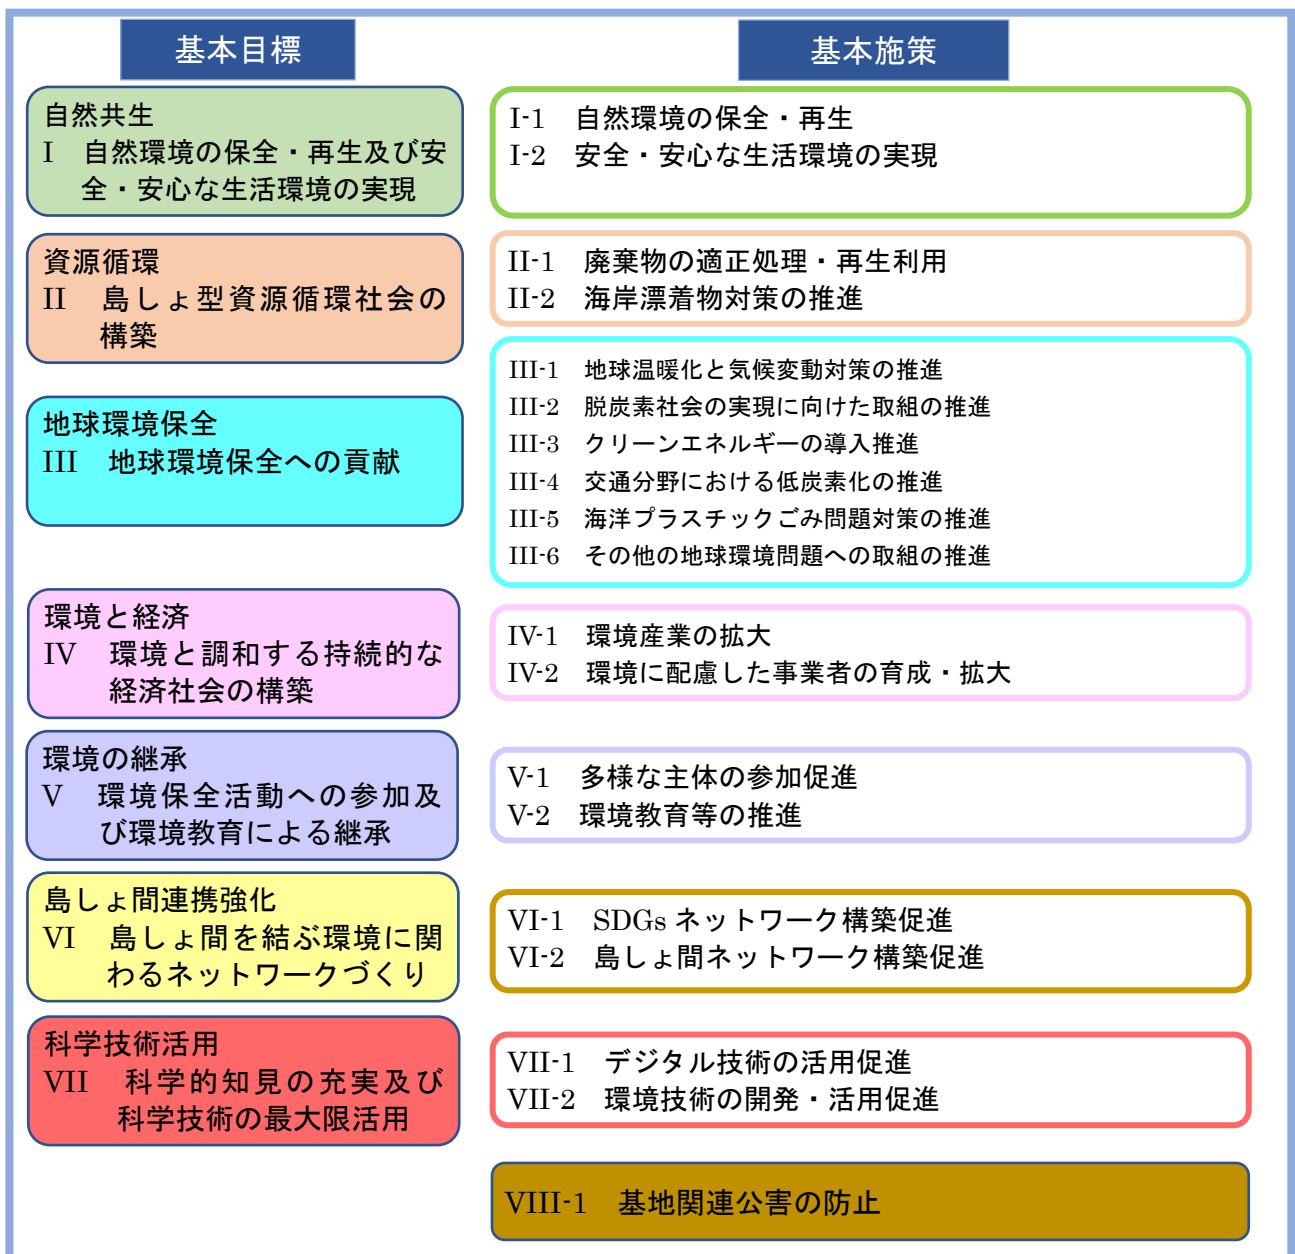 基本目標
基本施策
自然共生
I 自然環境の保全・再生及び安
全・安心な生活環境の実現
I-1 自然環境の保全・再生
I-2 安全・安心な生活環境の実現
資源循環
II 島しょ型資源循環社会の
構築
II-1 廃棄物の適正処理・再生利用
II-2 海岸漂着物対策の推進
地球環境保全
III 地球環境保全への貢献
III-1 地球温暖化と気候変動対策の推進
III-2 脱炭素社会の実現に向けた取組の推進
III-3 クリーンエネルギーの導入推進
III-4 交通分野における低炭素化の推進
III-5 海洋プラスチックごみ問題対策の推進
III-6 その他の地球環境問題への取組の推進
環境と経済
IV 環境と調和する持続的な
経済社会の構築
IV-1 環境産業の拡大
IV-2 環境に配慮した事業者の育成・拡大
環境の継承
V 環境保全活動への参加及
び環境教育による継承
V-1 多様な主体の参加促進
V-2 環境教育等の推進
島しょ間連携強化
VI 島しょ間を結ぶ環境に関
わるネットワークづくり
VI-1 SDGs ネットワーク構築促進
VI-2 島しょ間ネットワーク構築促進
科学技術活用
VII 科学的知見の充実及び
科学技術の最大限活用
VII-1 デジタル技術の活用促進
VII-2 環境技術の開発・活用促進
VIII-1 基地関連公害の防止